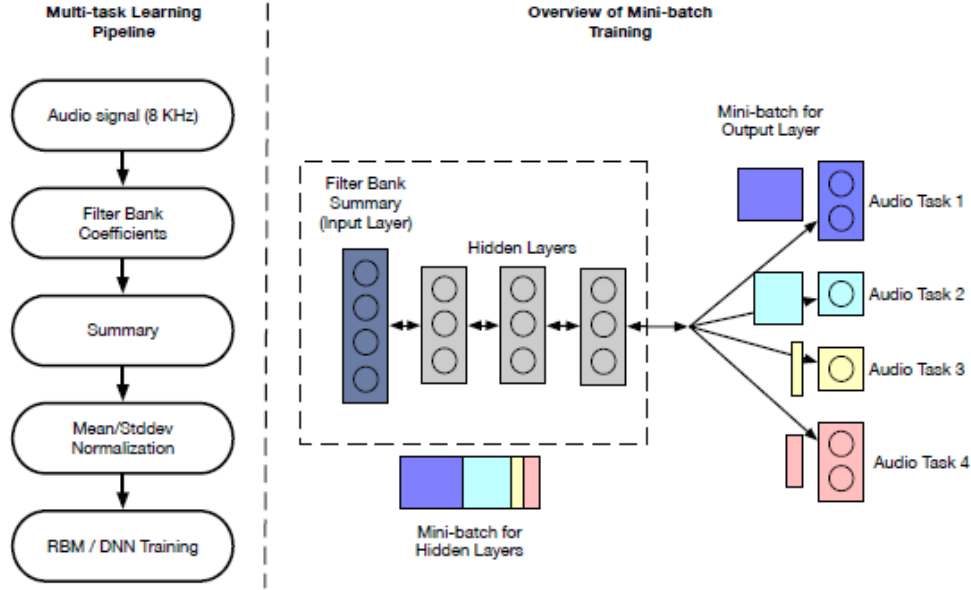 Multi-task Learning
Pipeline
Audio signal (8 KHz)
Filter Bank
Coefficients
Summary
Mean/Stddev
Normalization
RBM / DNN Training
Overview of Mini-batch
Training
Mini-batch for
Output Layer
Filter Bank
Summary
(Input Layer)
Hidden Layers
Audio Task 1
Audio Task 2
Audio Task 3
Audio Task 4
Mini-batch for
Hidden Layers